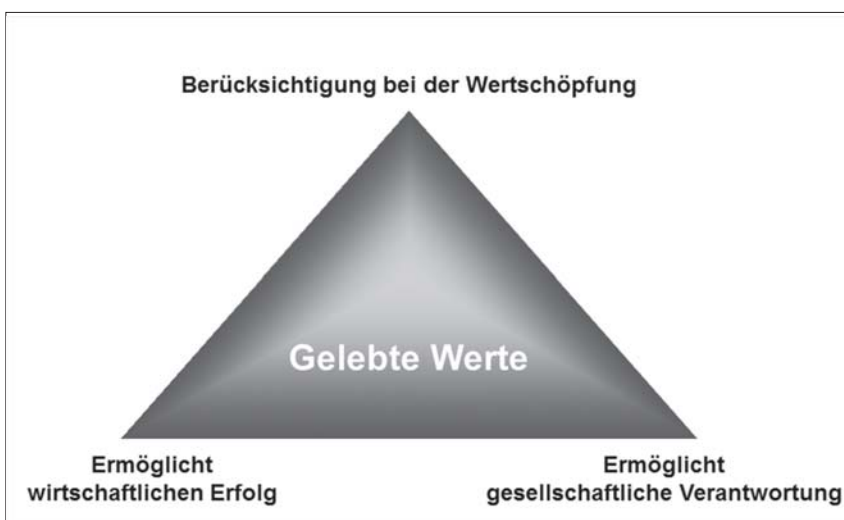 Berücksichtigung bei der Wertschöpfung
Gelebte Werte
Ermöglicht
wirtschaftlichen Erfolg
Ermöglicht
gesellschaftliche Verantwortung